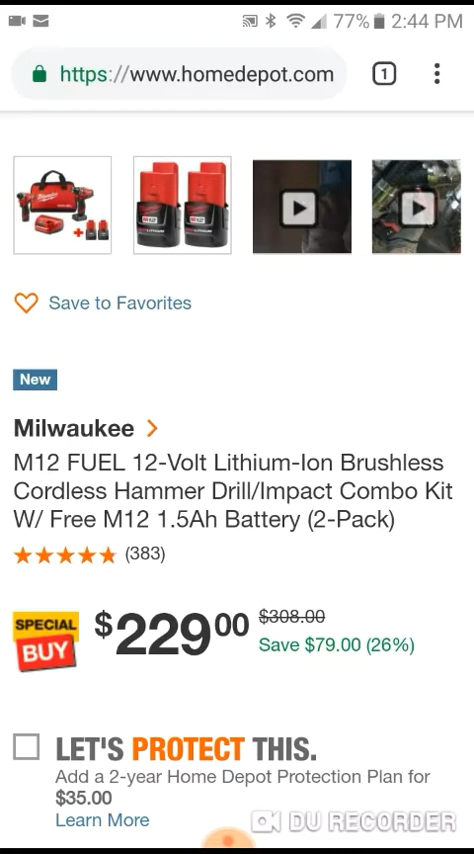 77% 2:44 PM
https://www.homedepot.com 1
Save to Favorites
New
Milwaukee
M12 FUEL 12-Volt Lithium-Ion Brushless
Cordless Hammer Drill/Impact Combo Kit
W/ Free M12 1.5Ah Battery (2-Pack)
(383)
SPECIAL
BUY
$229 00
$308.00
Save $79.00 (26%)
LET'S PROTECT THIS.
Add a 2-year Home Depot Protection Plan for
$35.00
Learn More
DU RECORDER